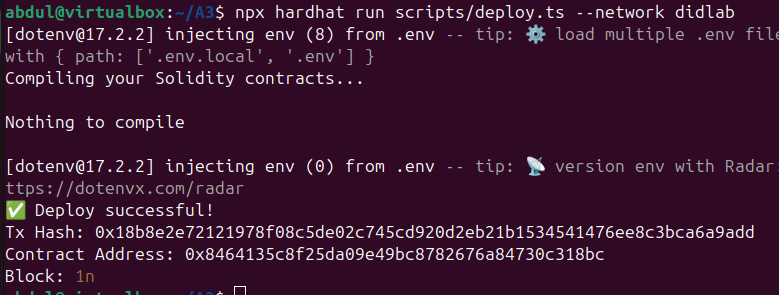 abdul@virtualbox:~/A3$ npx hardhat run scripts/deploy.ts --network didlab
[dotenv@17.2.2] injecting env (8) from .env -- tip: ⚙️ load multiple .env file
with { path: ['.env.local', '.env'] }
Compiling your Solidity contracts...
Nothing to compile
[dotenv@17.2.2] injecting env (0) from .env -- tip: 📡 version env with Radar:
ttps://dotenvx.com/radar
✅ Deploy successful!
Tx Hash: 0x18b8e2e72121978f08c5de02c745cd920d2eb21b1534541476ee8c3bca6a9add
Contract Address: 0x8464135c8f25da09e49bc8782676a84730c318bc
Block: 1n